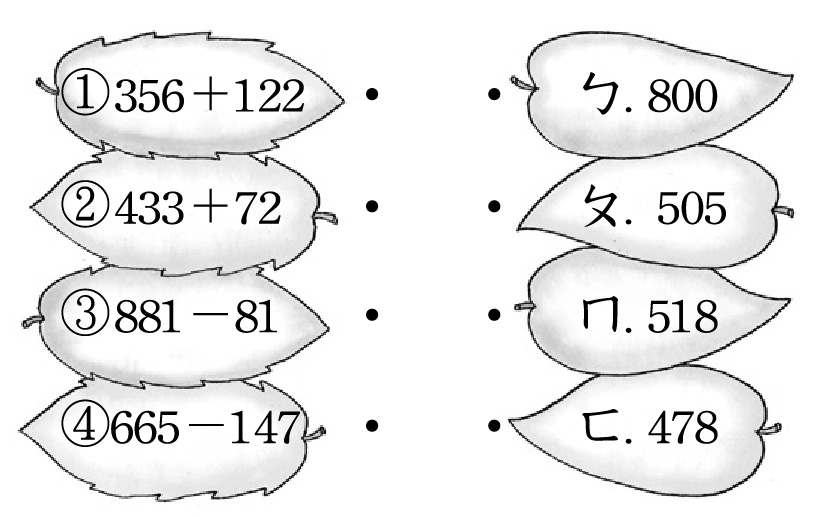 ①356+122 • • ㄅ. 800
②433+72 • • ㄆ. 505
③881-81 • • ㄇ. 518
④665-147 • • ㄈ. 478